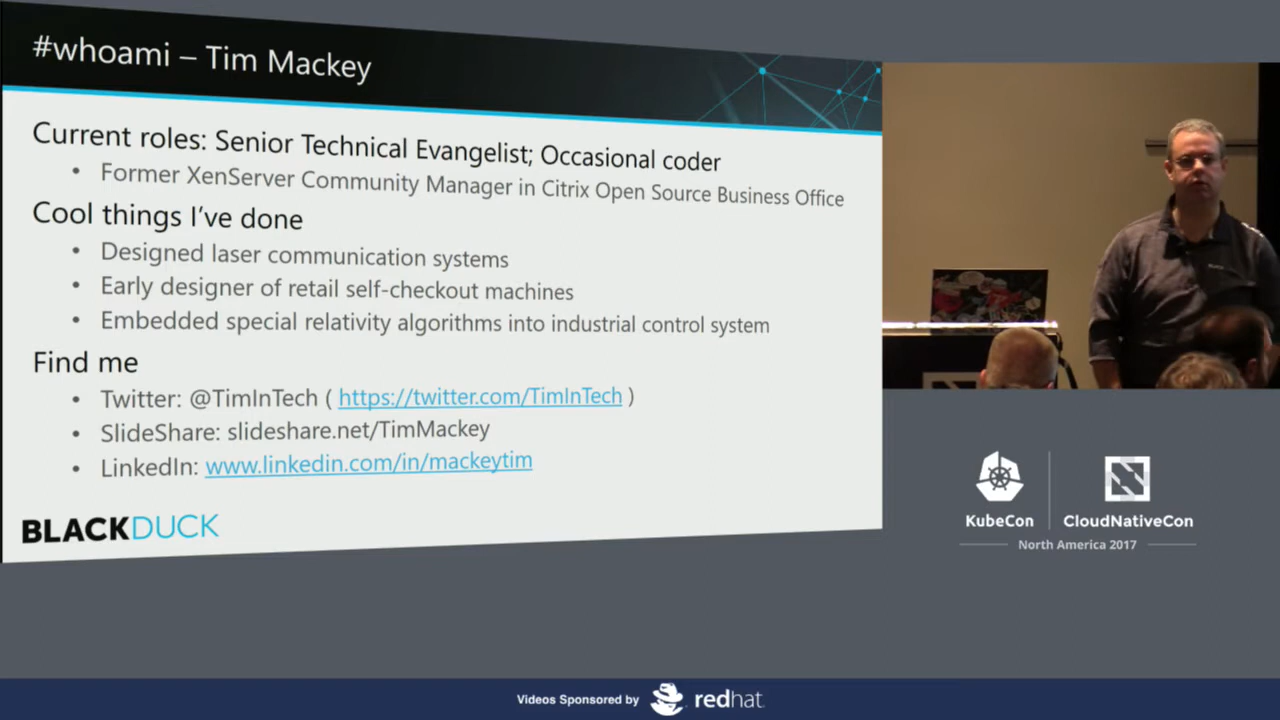 #whoami – Tim Mackey
Current roles: Senior Technical Evangelist; Occasional coder
• Former XenServer Community Manager in Citrix Open Source Business Office
Cool things I've done
• Designed laser communication systems
• Early designer of retail self-checkout machines
• Embedded special relativity algorithms into industrial control system
Find me
• Twitter: @TimInTech ( https://twitter.com/TimInTech )
• SlideShare: slideshare.net/TimMackey
• LinkedIn: www.linkedin.com/in/mackeytim
BLACKDUCK
KubeCon
CloudNativeCon
North America 2017
Videos Sponsored by redhat